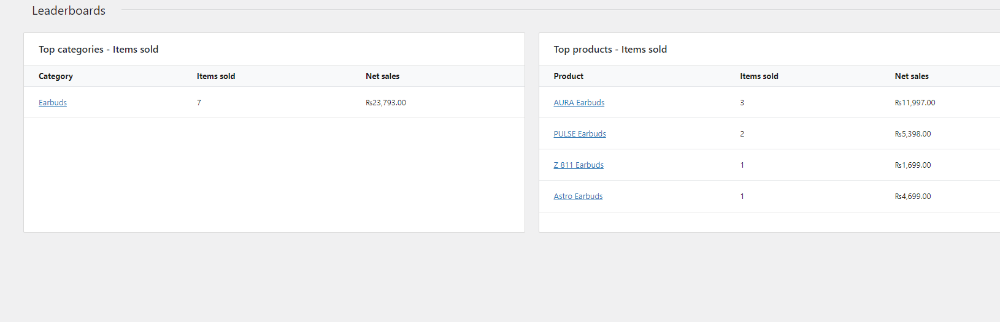 Leaderboards
Top categories - Items sold
Category Items sold Net sales
Earbuds 7 ₨23,793.00
Top products - Items sold
Product Items sold Net sales
AURA Earbuds 3 ₨11,997.00
PULSE Earbuds 2 ₨5,398.00
Z 811 Earbuds 1 ₨1,699.00
Astro Earbuds 1 ₨4,699.00